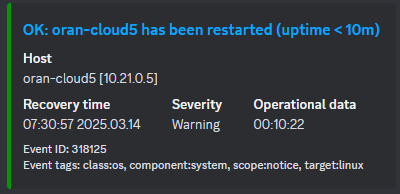 OK: oran-cloud5 has been restarted (uptime < 10m)
Host
oran-cloud5 [10.21.0.5]
Recovery time Severity Operational data
07:30:57 2025.03.14 Warning 00:10:22
Event ID: 318125
Event tags: class:os, component:system, scope:notice, target:linux